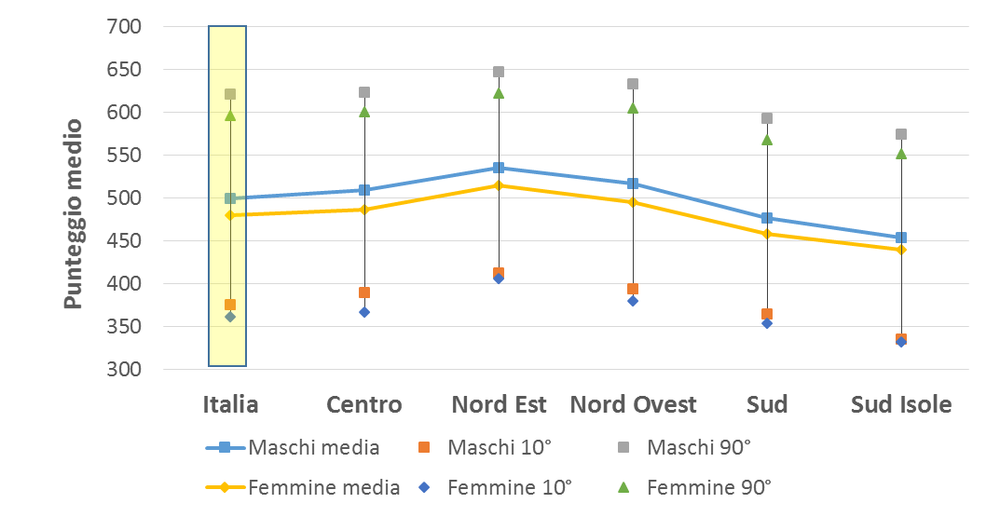 700
650
600
550
500
450
400
350
300
Punteggio medio
Italia Centro Nord Est Nord Ovest Sud Sud Isole
Maschi media Maschi 10° Maschi 90°
Femmine media Femmine 10° Femmine 90°